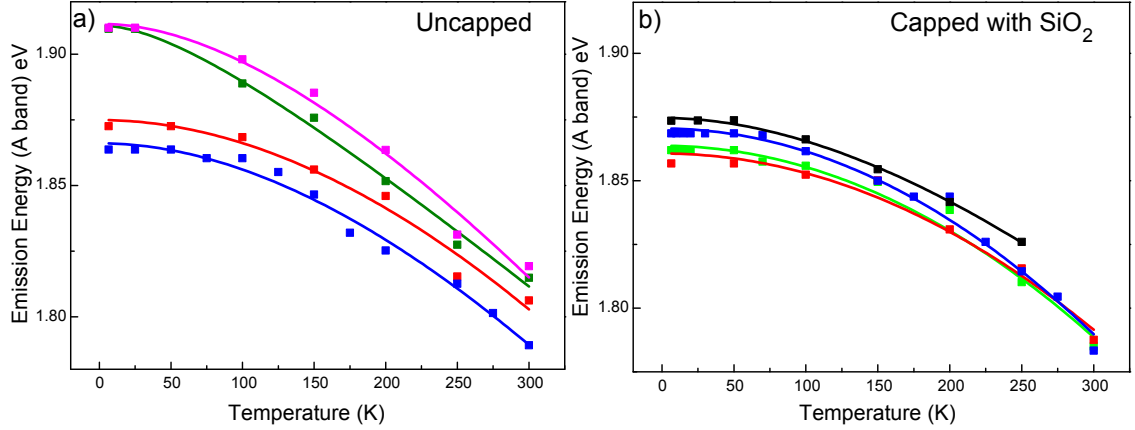 a)
Uncapped
Emission Energy (A band) eV
1.90
1.85
1.80
0 50 100 150 200 250 300
Temperature (K)
b)
Capped with SiO₂
Emission Energy (A band) eV
1.90
1.85
1.80
0 50 100 150 200 250 300
Temperature (K)